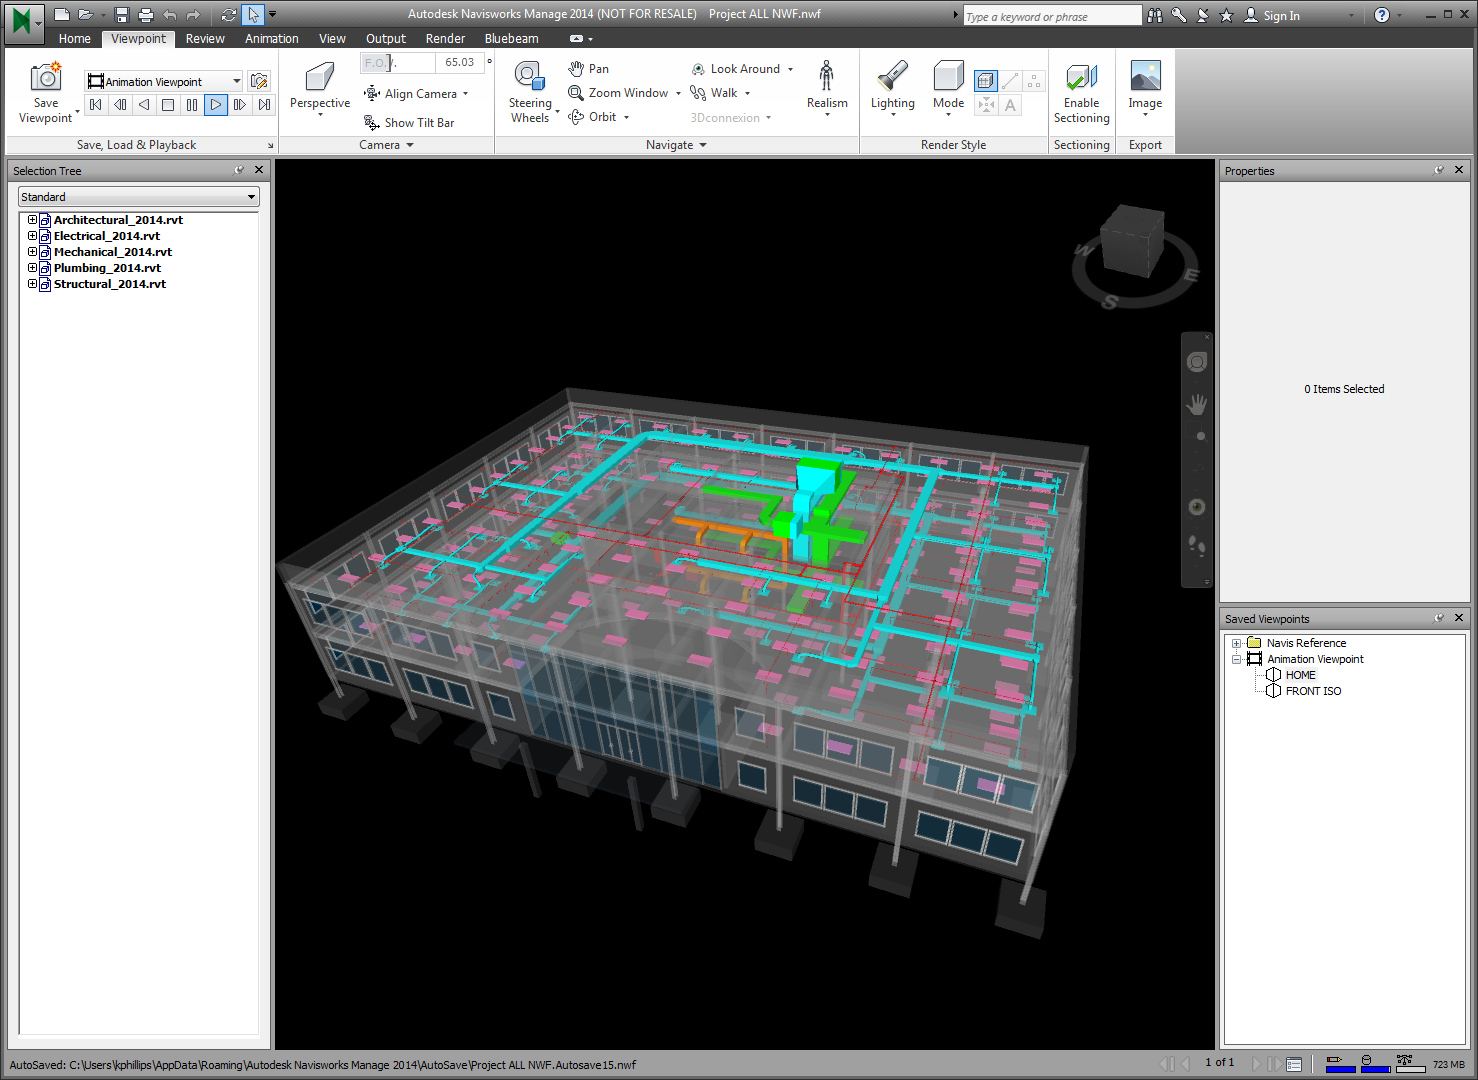 Autodesk Navisworks Manage 2014 (NOT FOR RESALE) Project ALL NWF.nwf
Type a keyword or phrase
Sign In
Home Viewpoint Review Animation View Output Render Bluebeam
Save Viewpoint
Animation Viewpoint
Save, Load & Playback
Perspective
F.O.V. 65.03 °
Align Camera
Show Tilt Bar
Camera
Steering Wheels
Pan
Zoom Window
Orbit
Look Around
Walk
3Dconnexion
Realism
Navigate
Lighting
Mode
A
Render Style
Enable Sectioning
Sectioning
Image
Export
Selection Tree
Standard
Architectural_2014.rvt
Electrical_2014.rvt
Mechanical_2014.rvt
Plumbing_2014.rvt
Structural_2014.rvt
W
E
S
Properties
0 Items Selected
Saved Viewpoints
Navis Reference
Animation Viewpoint
HOME
FRONT ISO
AutoSaved: C:\Users\kphillips\AppData\Roaming\Autodesk Navisworks Manage 2014\AutoSave\Project ALL NWF.Autosave15.nwf
1 of 1
723 MB